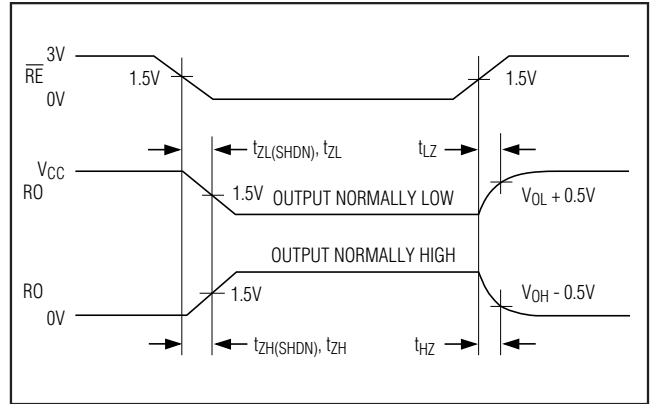 3V
RE
1.5V
1.5V
0V
tZL(SHDN), tZL
tLZ
VCC
RO
1.5V
OUTPUT NORMALLY LOW
VOL + 0.5V
OUTPUT NORMALLY HIGH
RO
1.5V
VOH - 0.5V
0V
tZH(SHDN), tZH
tHZ